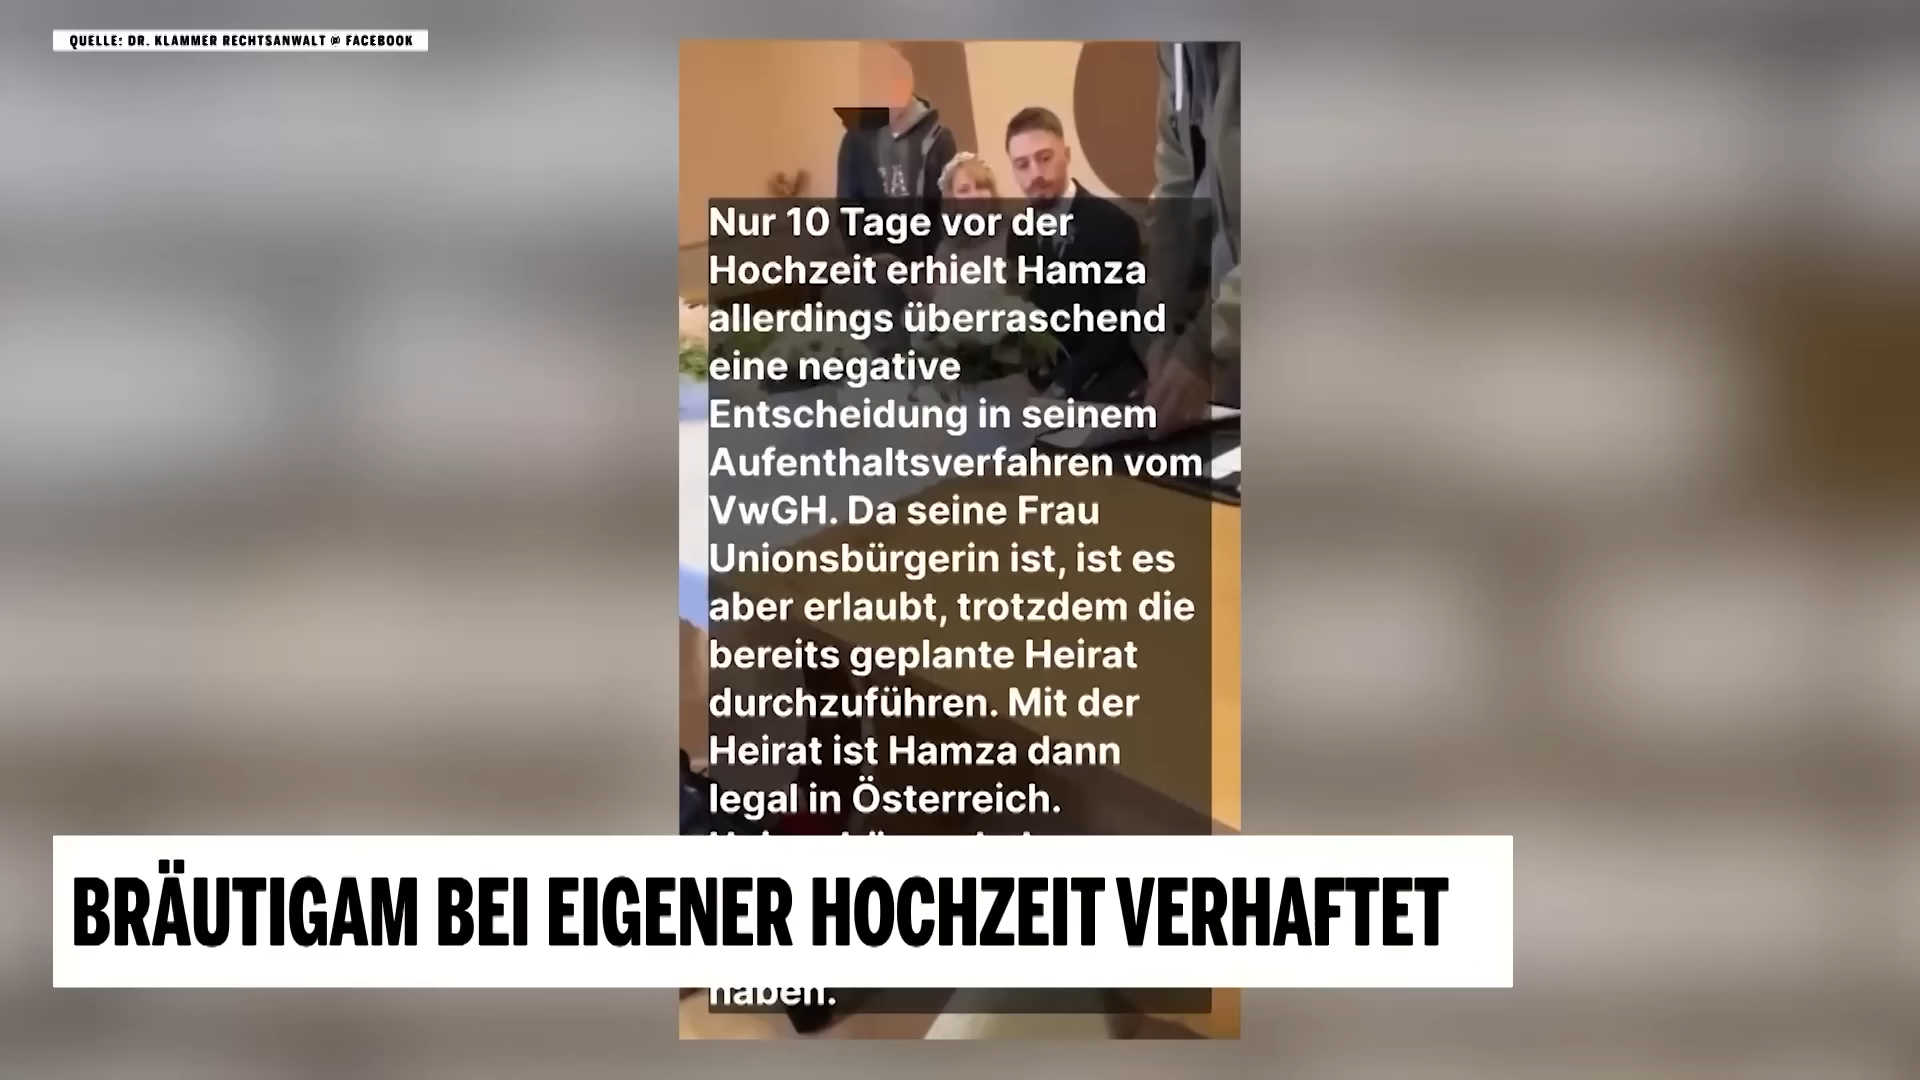 QUELLE: DR. KLAMMER RECHTSANWALT @ FACEBOOK
Nur 10 Tage vor der
Hochzeit erhielt Hamza
allerdings überraschend
eine negative
Entscheidung in seinem
Aufenthaltsverfahren vom
VwGH. Da seine Frau
Unionsbürgerin ist, ist es
aber erlaubt, trotzdem die
bereits geplante Heirat
durchzuführen. Mit der
Heirat ist Hamza dann
legal in Österreich.
BRÄUTIGAM BEI EIGENER HOCHZEIT VERHAFTET
haben.